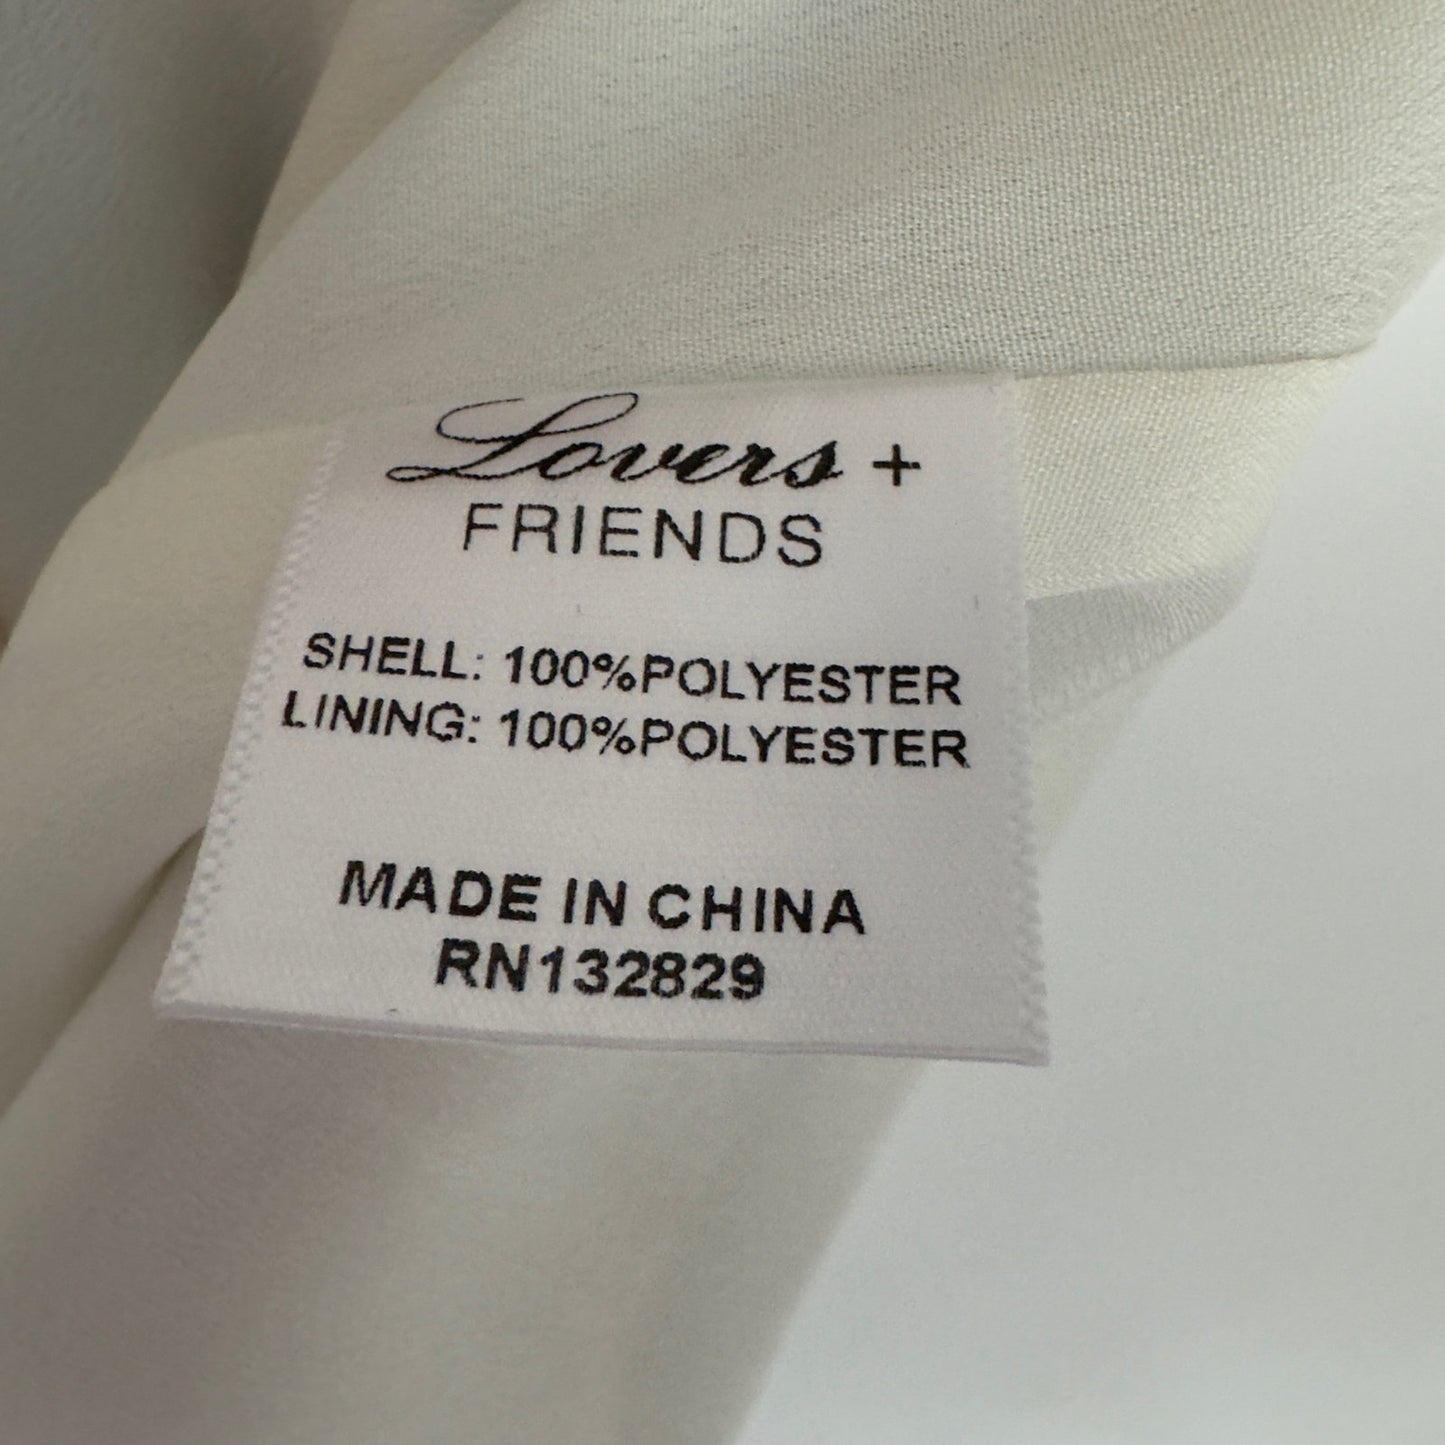 Lovers +
FRIENDS
SHELL: 100%POLYESTER
LINING: 100%POLYESTER
MADE IN CHINA
RN132829